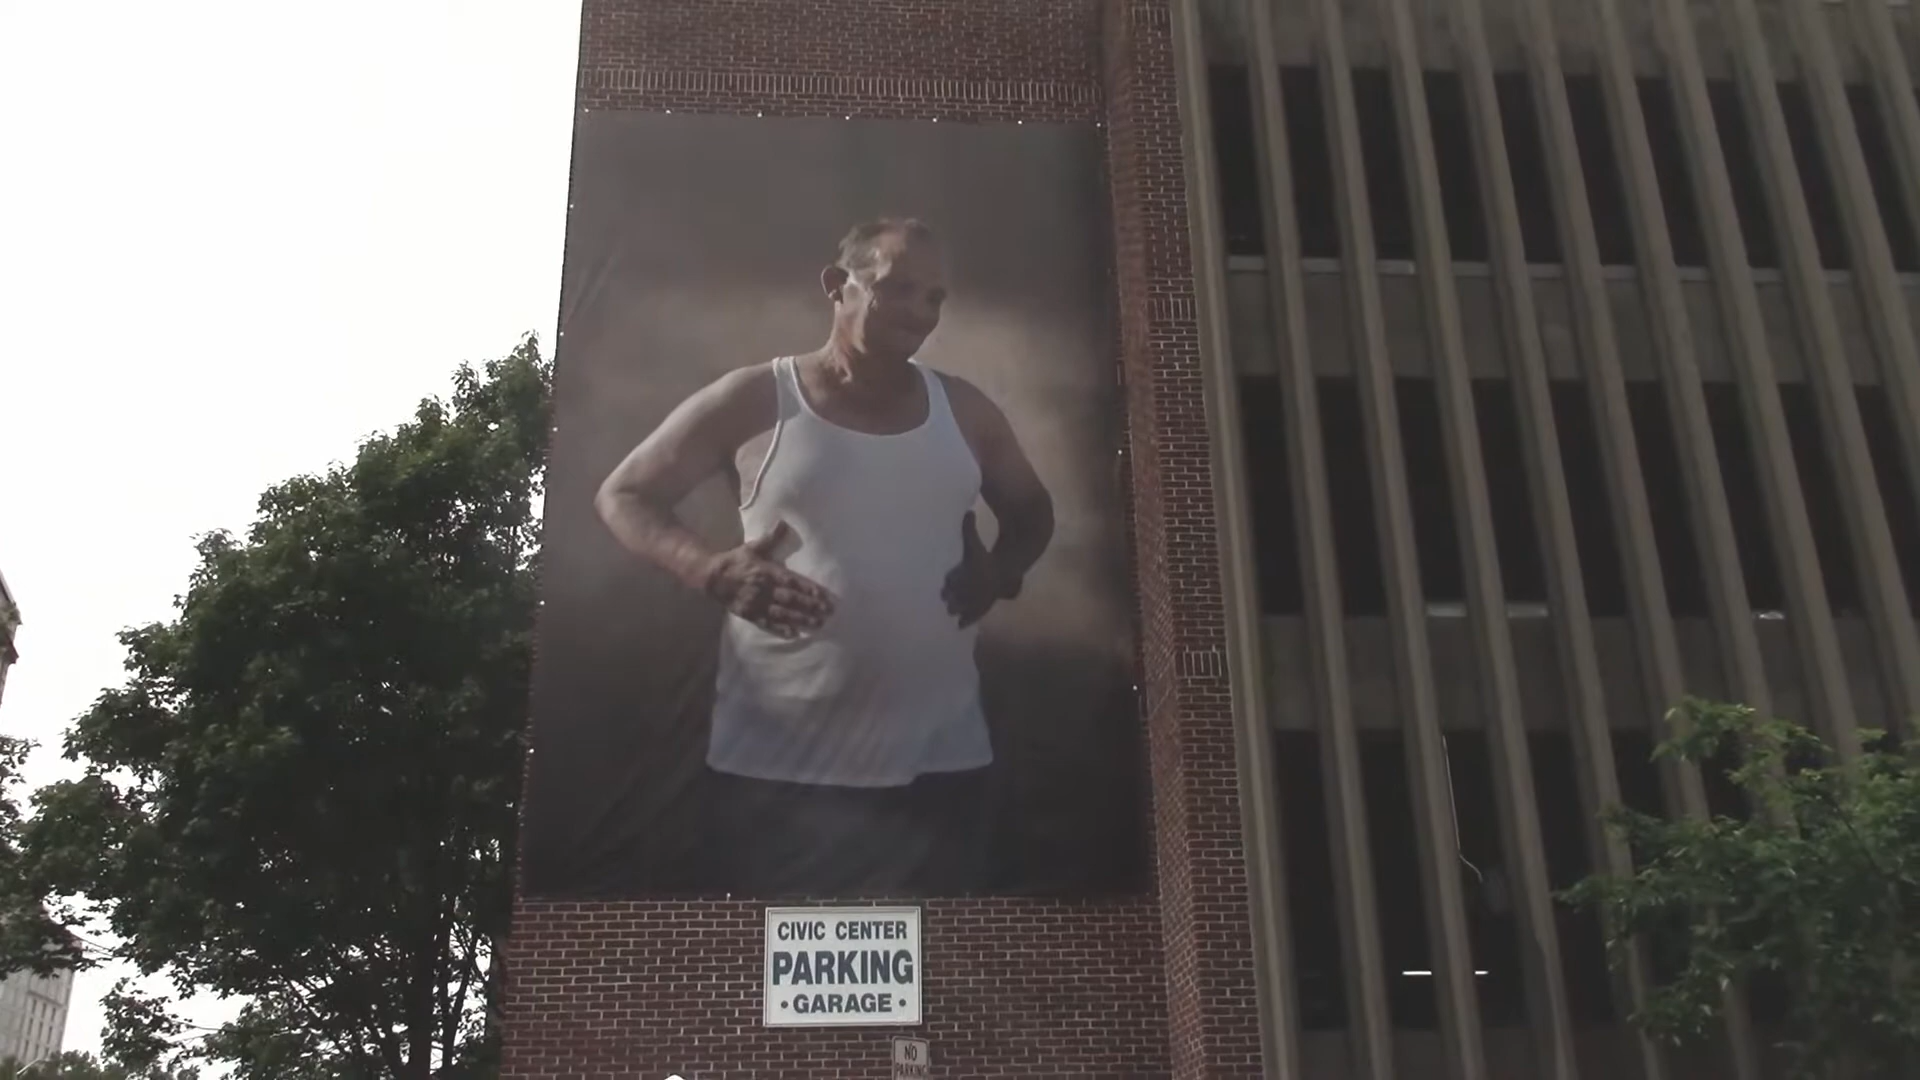 CIVIC CENTER
PARKING
• GARAGE •
NO
PARKING